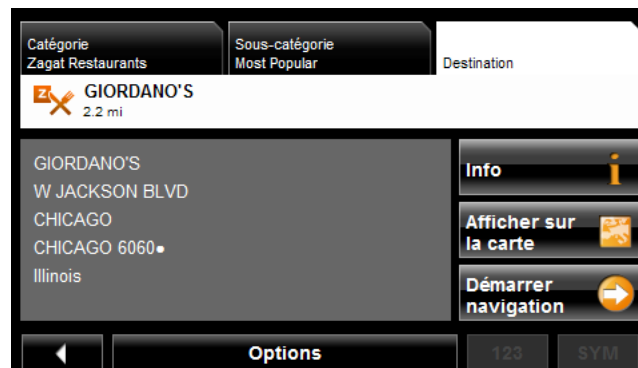 Catégorie
Zagat Restaurants
Sous-catégorie
Most Popular
Destination
GIORDANO'S
2.2 mi
GIORDANO'S
W JACKSON BLVD
CHICAGO
CHICAGO 6060●
Illinois
Info
Afficher sur
la carte
Démarrer
navigation
Options
123
SYM